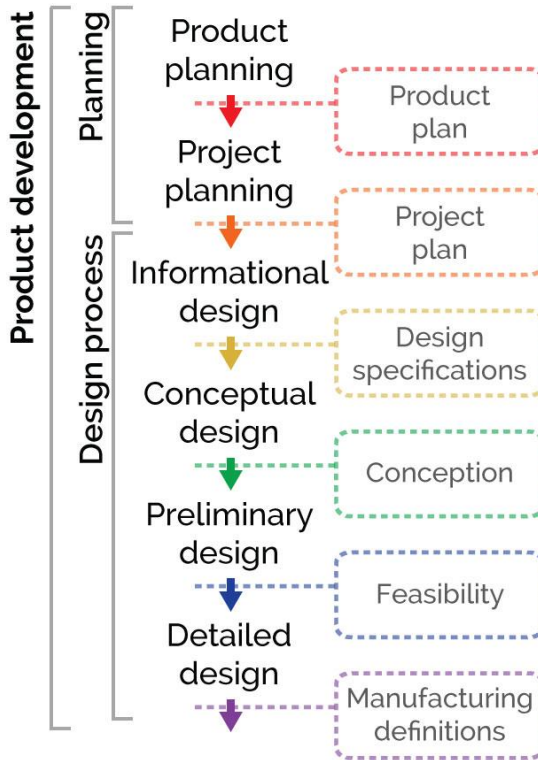 Product development
Planning
Design process
Product
planning
Product
plan
Project
planning
Project
plan
Informational
design
Design
specifications
Conceptual
design
Conception
Preliminary
design
Feasibility
Detailed
design
Manufacturing
definitions